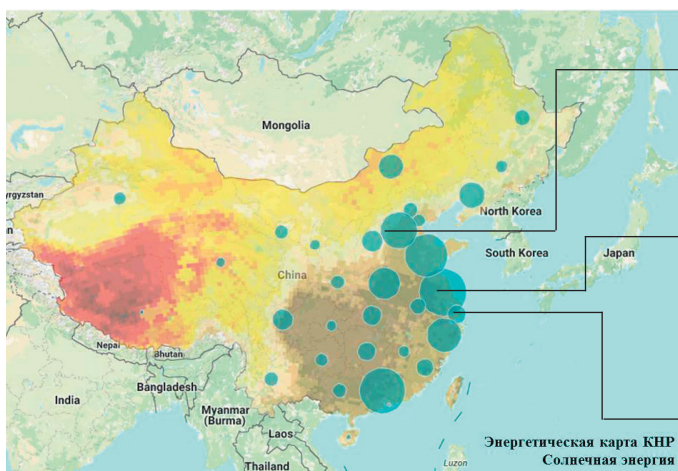 Mongolia
yrgyzstan
North Korea
South Korea
Japan
China
Nepal
Bhutan
Bangladesh
India
Myanmar
(Burma)
Laos
Thailand
Luzon
Энергетическая карта КНР
Солнечная энергия